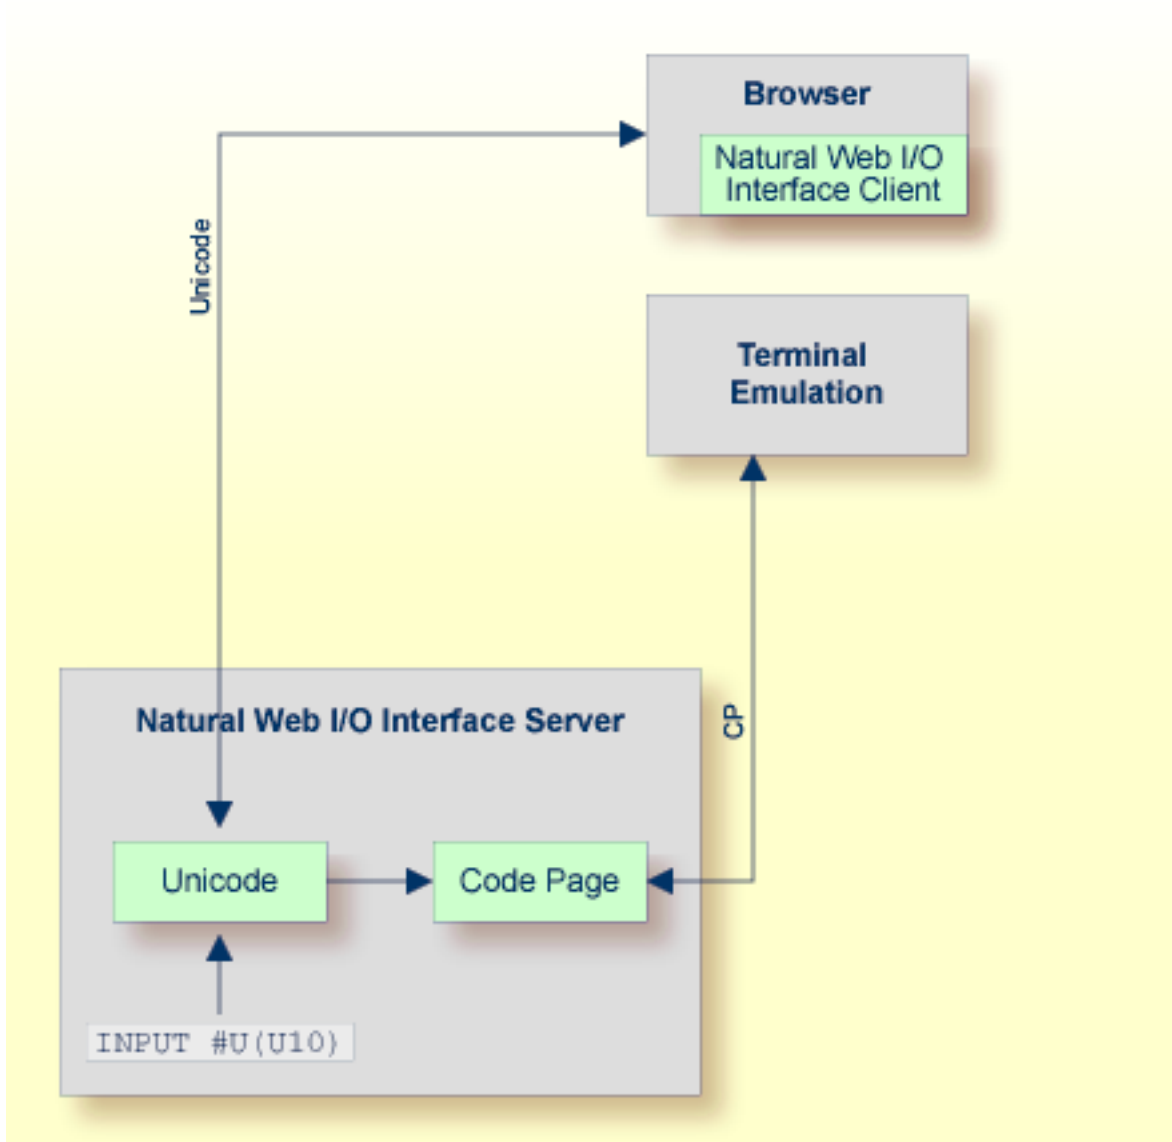 Browser
Natural Web I/O
Interface Client
Unicode
Terminal
Emulation
Natural Web I/O Interface Server
CP
Unicode
Code Page
INPUT #U(U10)